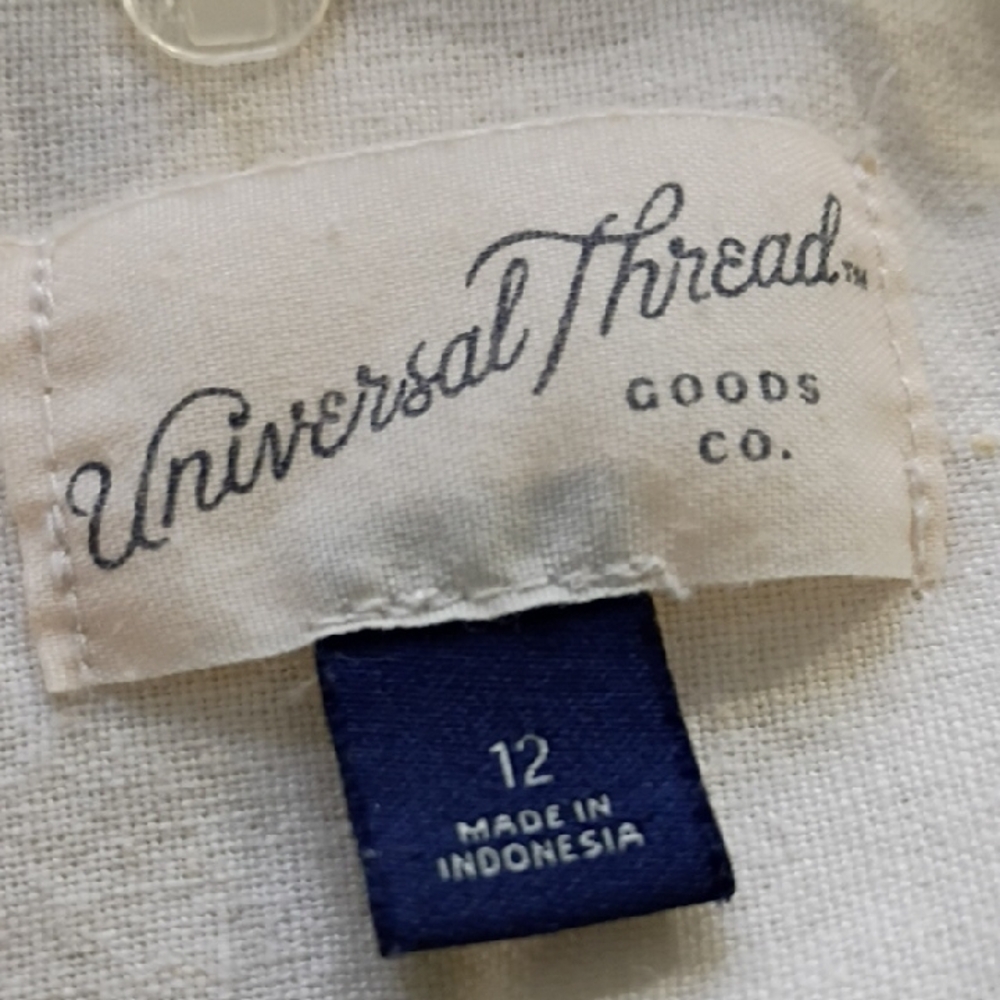 Universal Thread™
GOODS
CO.
12
MADE IN
INDONESIA